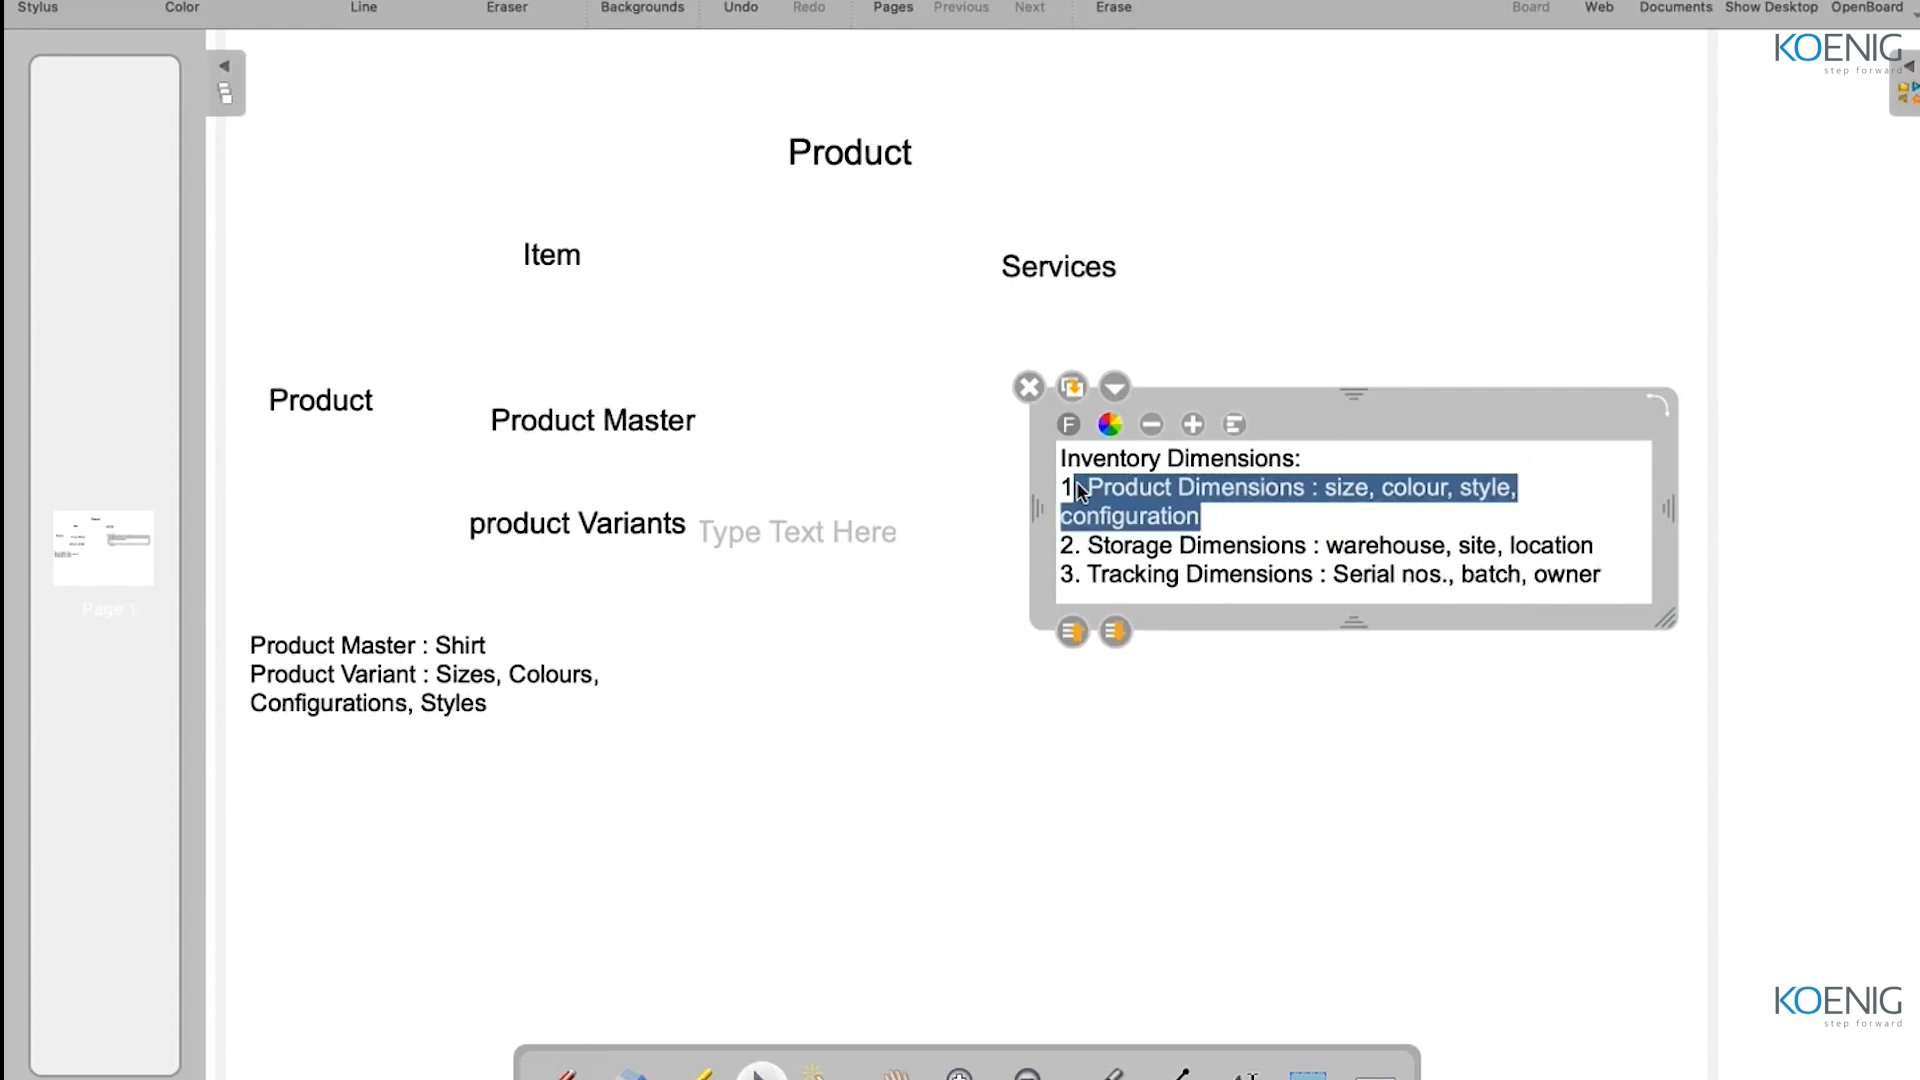 Stylus Color Line Eraser Backgrounds Undo Redo Pages Previous Next Erase Board Web Documents Show Desktop OpenBoard
KOENIG
step forward
Product
Item
Services
Product
Product Master
F
Inventory Dimensions:
1. Product Dimensions : size, colour, style,
configuration
2. Storage Dimensions : warehouse, site, location
3. Tracking Dimensions : Serial nos., batch, owner
product Variants
Type Text Here
Page 1
Product Master : Shirt
Product Variant : Sizes, Colours,
Configurations, Styles
KOENIG
step forward